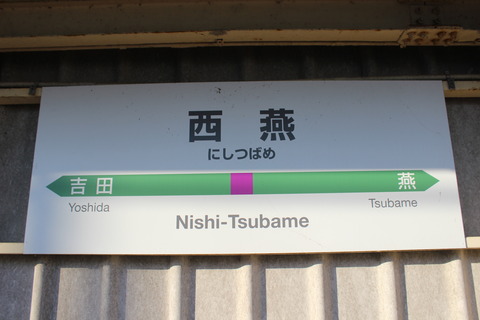 西燕
にしつばめ
吉田 燕
Yoshida Tsubame
Nishi-Tsubame